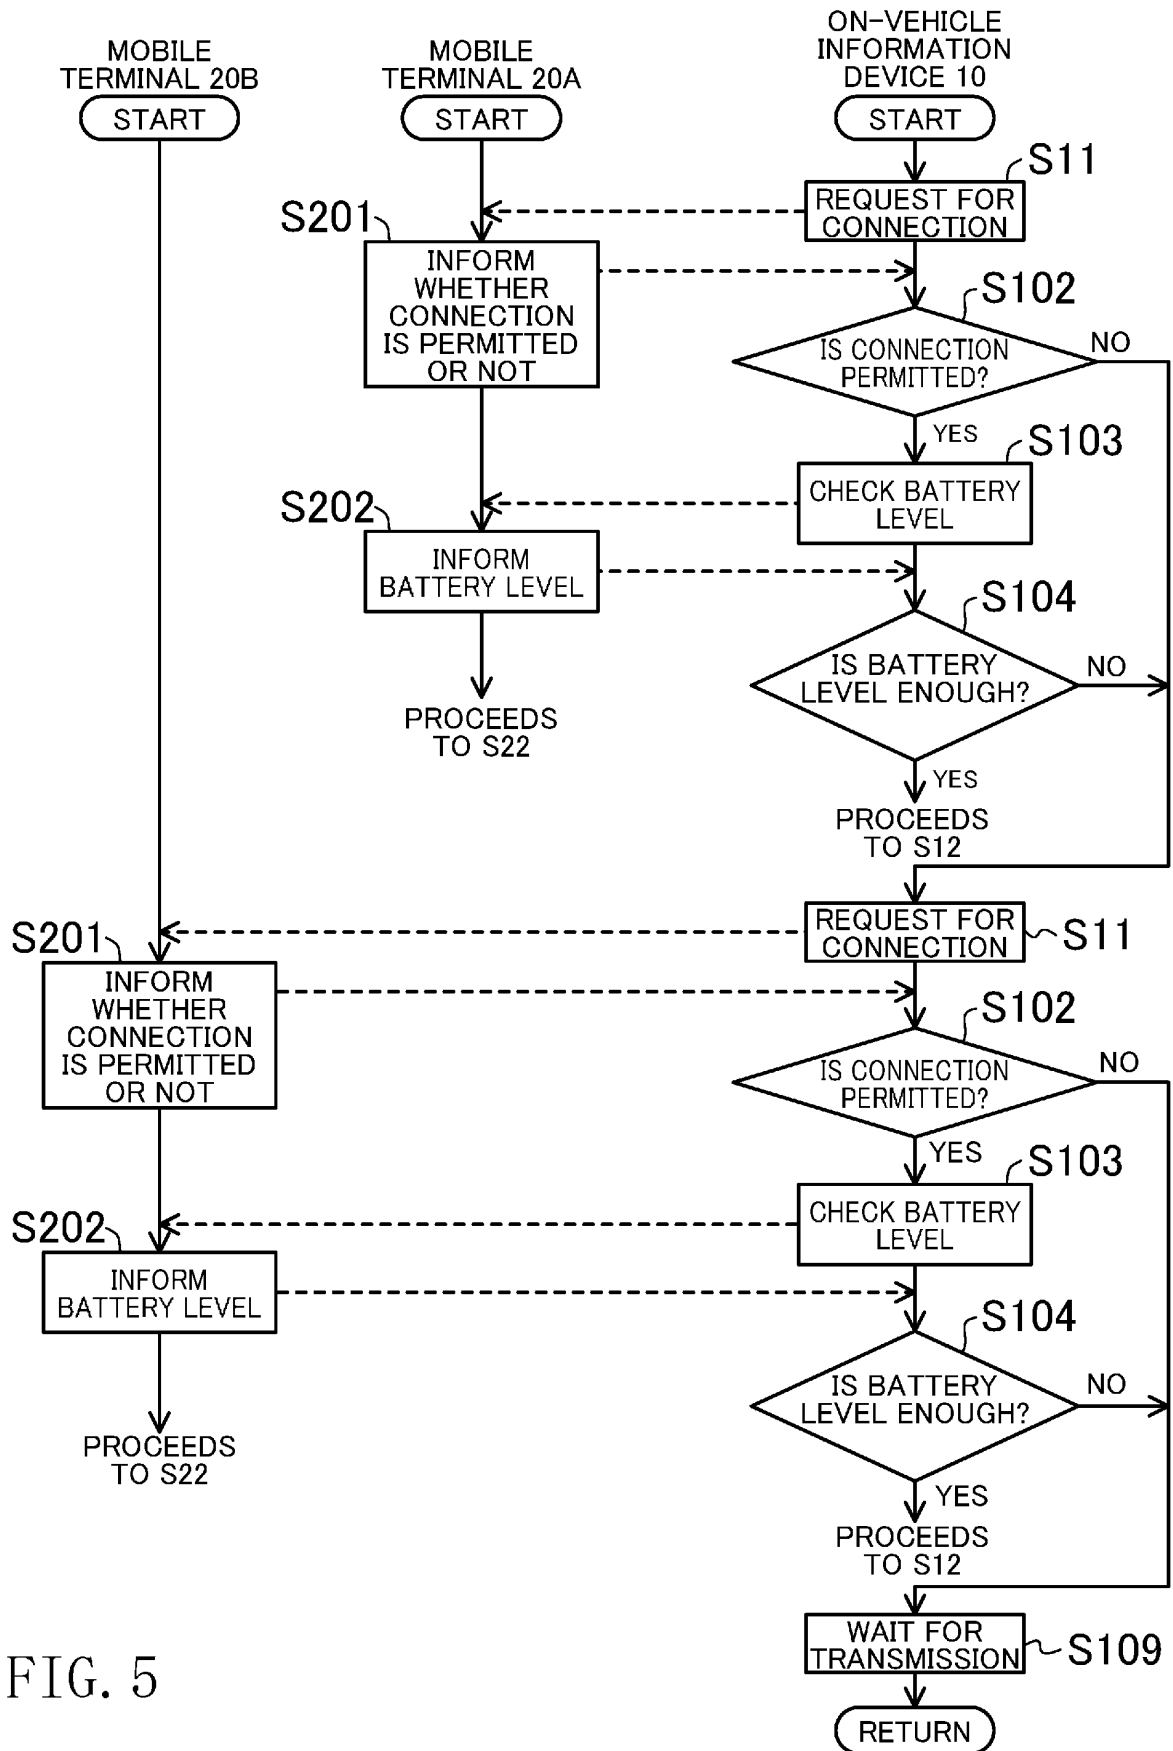 MOBILE
TERMINAL 20B
START
MOBILE
TERMINAL 20A
START
ON-VEHICLE
INFORMATION
DEVICE 10
START
S11
REQUEST FOR
CONNECTION
S201
INFORM
WHETHER
CONNECTION
IS PERMITTED
OR NOT
S102
IS CONNECTION
PERMITTED?
NO
YES
S103
CHECK BATTERY
LEVEL
S202
INFORM
BATTERY LEVEL
S104
IS BATTERY
LEVEL ENOUGH?
NO
PROCEEDS
TO S22
YES
PROCEEDS
TO S12
REQUEST FOR
CONNECTION
S11
S201
INFORM
WHETHER
CONNECTION
IS PERMITTED
OR NOT
S102
IS CONNECTION
PERMITTED?
NO
YES
S103
CHECK BATTERY
LEVEL
S202
INFORM
BATTERY LEVEL
S104
IS BATTERY
LEVEL ENOUGH?
NO
PROCEEDS
TO S22
YES
PROCEEDS
TO S12
WAIT FOR
TRANSMISSION
S109
RETURN
FIG. 5